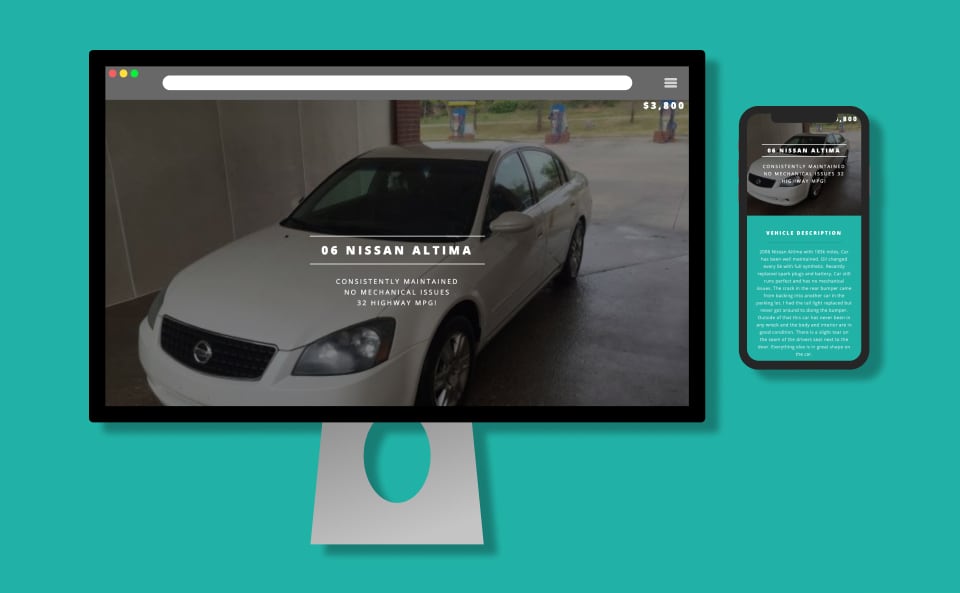 $3,800
06 NISSAN ALTIMA
CONSISTENTLY MAINTAINED
NO MECHANICAL ISSUES
32 HIGHWAY MPG!
,800
06 NISSAN ALTIMA
CONSISTENTLY MAINTAINED
NO MECHANICAL ISSUES 32
HIGHWAY MPG!
VEHICLE DESCRIPTION
2006 Nissan Altima with 185k miles. Car
has been well maintained. Oil changed
every 5k with full synthetic. Recently
replaced spark plugs and battery. Car still
runs perfect and has no mechanical
issues. The crack in the rear bumper came
from backing into another car in the
parking lot, I had the tail light replaced but
never got around to doing the bumper.
Outside of that this car has never been in
any wreck and the body and interior are in
good condition. There is a slight tear on
the seam of the drivers seat next to the
door. Everything else is in great shape on
the car.